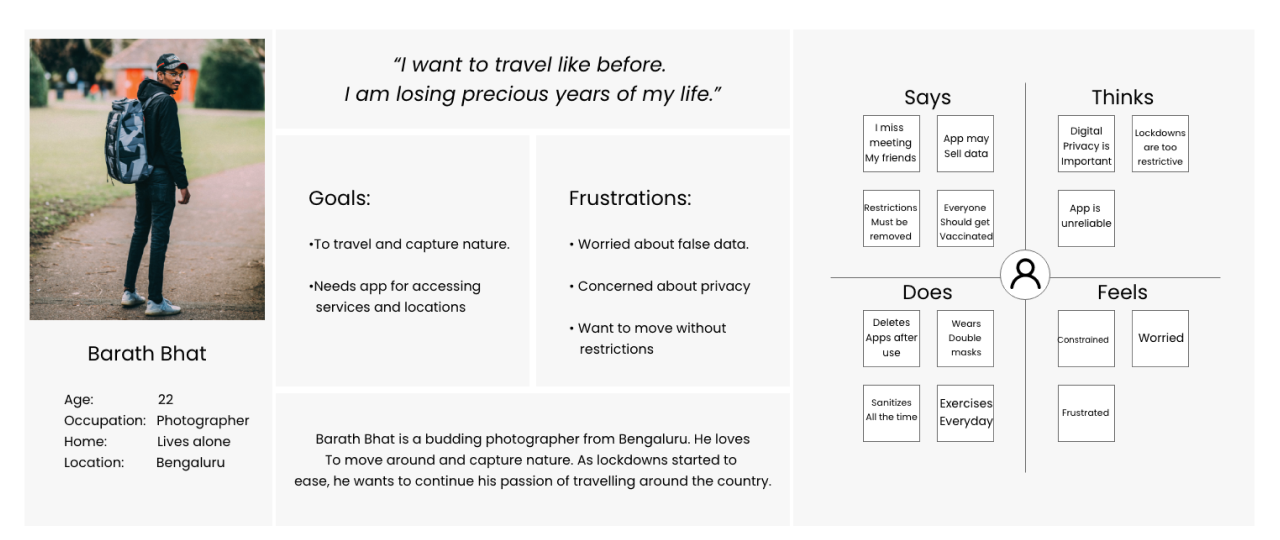 “I want to travel like before.
I am losing precious years of my life.”
Barath Bhat
Age: 22
Occupation: Photographer
Home: Lives alone
Location: Bengaluru
Goals:
•To travel and capture nature.
•Needs app for accessing
services and locations
Frustrations:
• Worried about false data.
• Concerned about privacy
• Want to move without
restrictions
Barath Bhat is a budding photographer from Bengaluru. He loves
To move around and capture nature. As lockdowns started to
ease, he wants to continue his passion of travelling around the country.
Says
I miss
meeting
My friends
App may
Sell data
Restrictions
Must be
removed
Everyone
Should get
Vaccinated
Thinks
Digital
Privacy is
Important
Lockdowns
are too
restrictive
App is
unreliable
Does
Deletes
Apps after
use
Wears
Double
masks
Sanitizes
All the time
Exercises
Everyday
Feels
Constrained
Worried
Frustrated